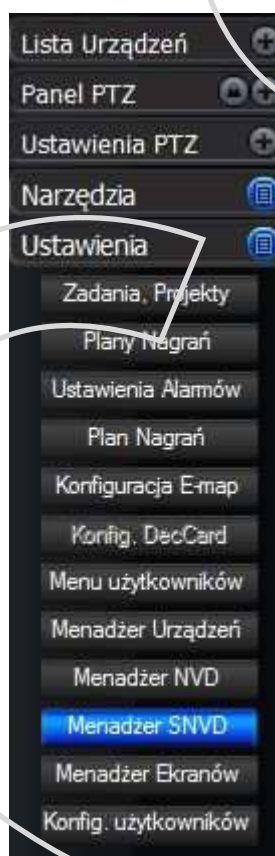 Lista Urządzeń
Panel PTZ
Ustawienia PTZ
Narzędzia
Ustawienia
Zadania, Projekty
Plany Nagrań
Ustawienia Alarmów
Plan Nagrań
Konfiguracja E-map
Konfig. DecCard
Menu użytkowników
Menadżer Urządzeń
Menadżer NVD
Menadżer SNVD
Menadżer Ekranów
Konfig. użytkowników